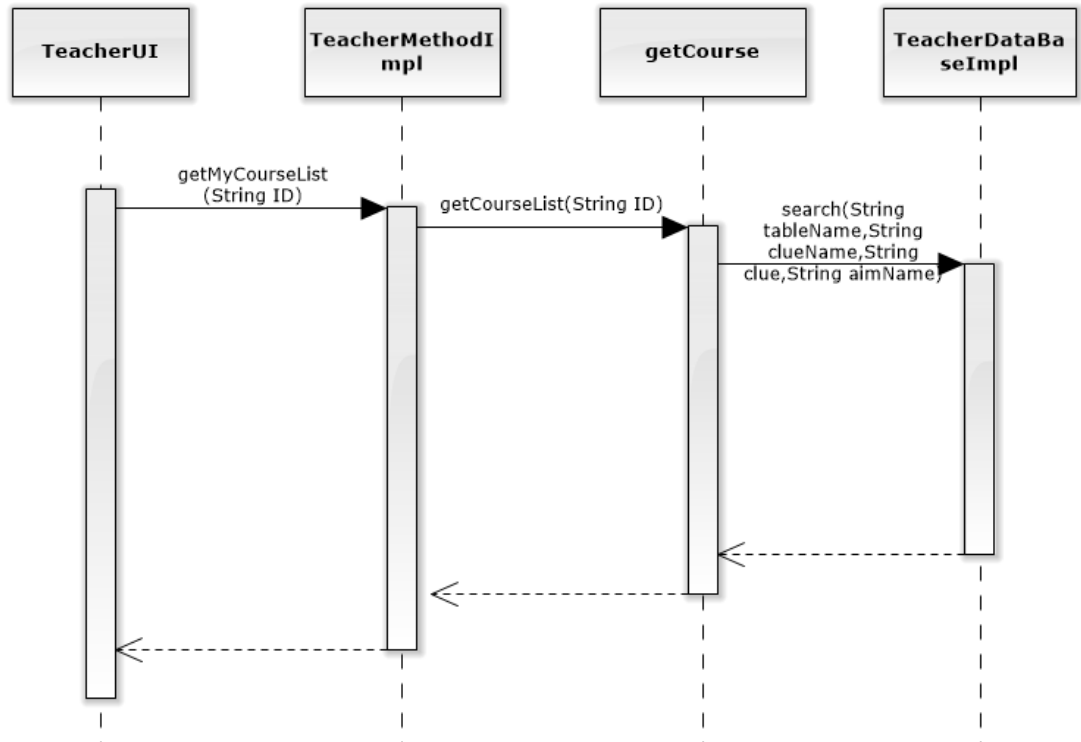 TeacherUI
TeacherMethodI
mpl
getCourse
TeacherDataBa
seImpl
getMyCourseList
(String ID)
getCourseList(String ID)
search(String
tableName,String
clueName,String
clue,String aimName)